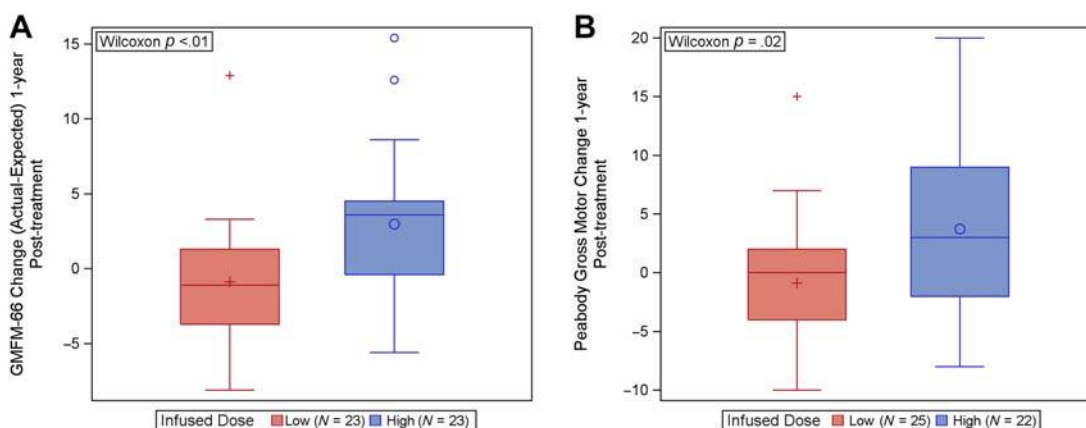 A
Wilcoxon p <.01
GMFM-66 Change (Actual-Expected) 1-year
Post-treatment
15
10
5
0
–5
Infused Dose Low (N = 23) High (N = 23)
B
Wilcoxon p = .02
Peabody Gross Motor Change 1-year
Post-treatment
20
15
10
5
0
–5
–10
Infused Dose Low (N = 25) High (N = 22)